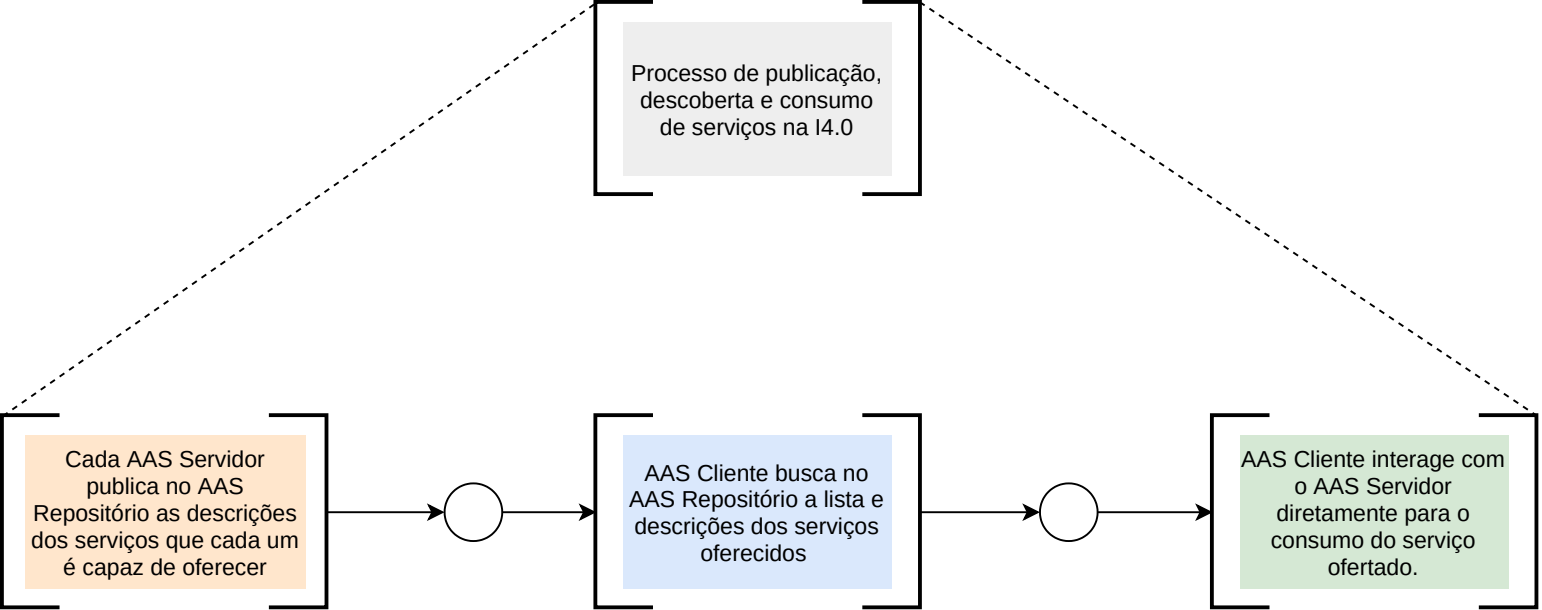 Processo de publicação,
descoberta e consumo
de serviços na I4.0
Cada AAS Servidor
publica no AAS
Repositório as descrições
dos serviços que cada um
é capaz de oferecer
AAS Cliente busca no
AAS Repositório a lista e
descrições dos serviços
oferecidos
AAS Cliente interage com
o AAS Servidor
diretamente para o
consumo do serviço
ofertado.